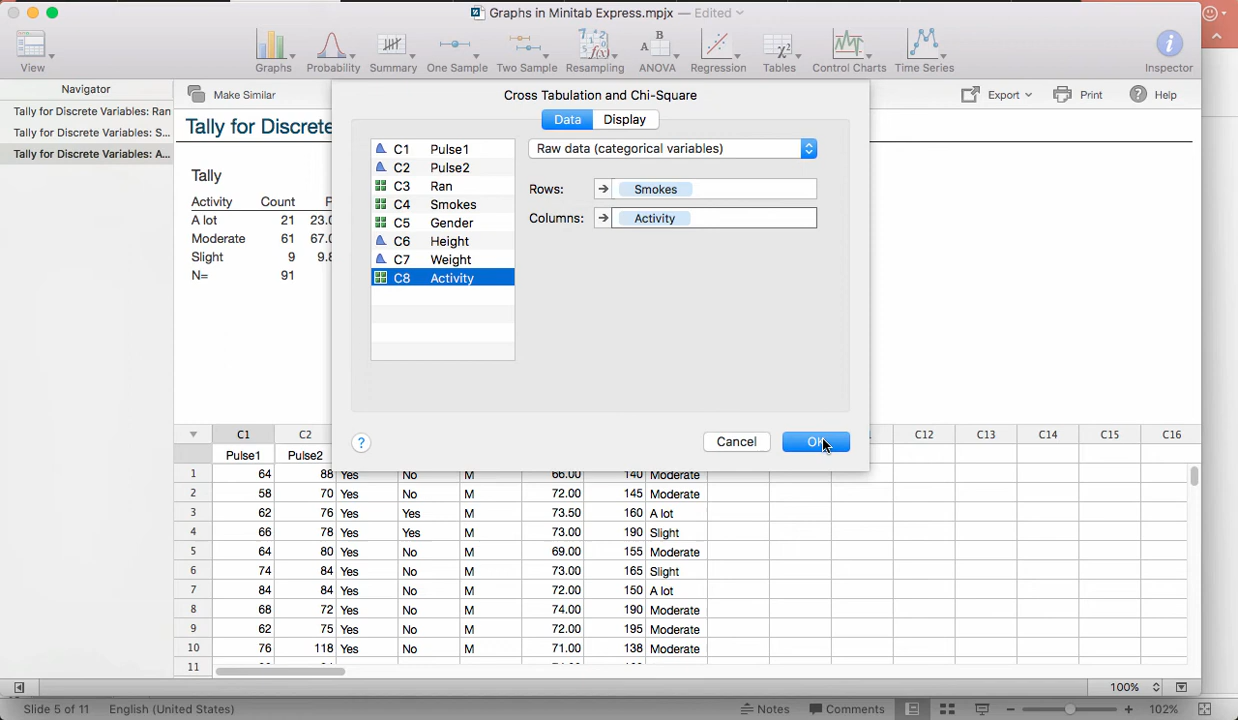 Graphs in Minitab Express.mpjx — Edited
View
Graphs
Probability
Summary
One Sample
Two Sample
Resampling
ANOVA
Regression
Tables
Control Charts
Time Series
Inspector
Navigator
Tally for Discrete Variables: Ran
Tally for Discrete Variables: S...
Tally for Discrete Variables: A...
Make Similar
Export
Print
Help
Tally for Discrete
Tally
Activity Count P
A lot 21 23.0
Moderate 61 67.0
Slight 9 9.8
N= 91
Cross Tabulation and Chi-Square
Data Display
C1 Pulse1
C2 Pulse2
C3 Ran
C4 Smokes
C5 Gender
C6 Height
C7 Weight
C8 Activity
Raw data (categorical variables)
Rows: Smokes
Columns: Activity
?
Cancel
OK
C1 C2 C12 C13 C14 C15 C16
Pulse1 Pulse2
1 64 88 Yes No M 66.00 140 Moderate
2 58 70 Yes No M 72.00 145 Moderate
3 62 76 Yes Yes M 73.50 160 A lot
4 66 78 Yes Yes M 73.00 190 Slight
5 64 80 Yes No M 69.00 155 Moderate
6 74 84 Yes No M 73.00 165 Slight
7 84 84 Yes No M 72.00 150 A lot
8 68 72 Yes No M 74.00 190 Moderate
9 62 75 Yes No M 72.00 195 Moderate
10 76 118 Yes No M 71.00 138 Moderate
11
100%
Slide 5 of 11 English (United States) Notes Comments 102%